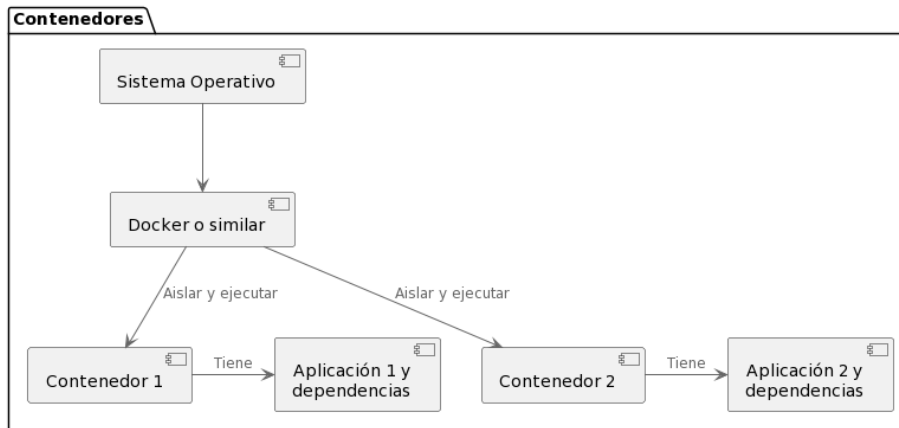 Contenedores
Sistema Operativo
Docker o similar
Aislar y ejecutar
Aislar y ejecutar
Contenedor 1
Tiene
Aplicación 1 y
dependencias
Contenedor 2
Tiene
Aplicación 2 y
dependencias